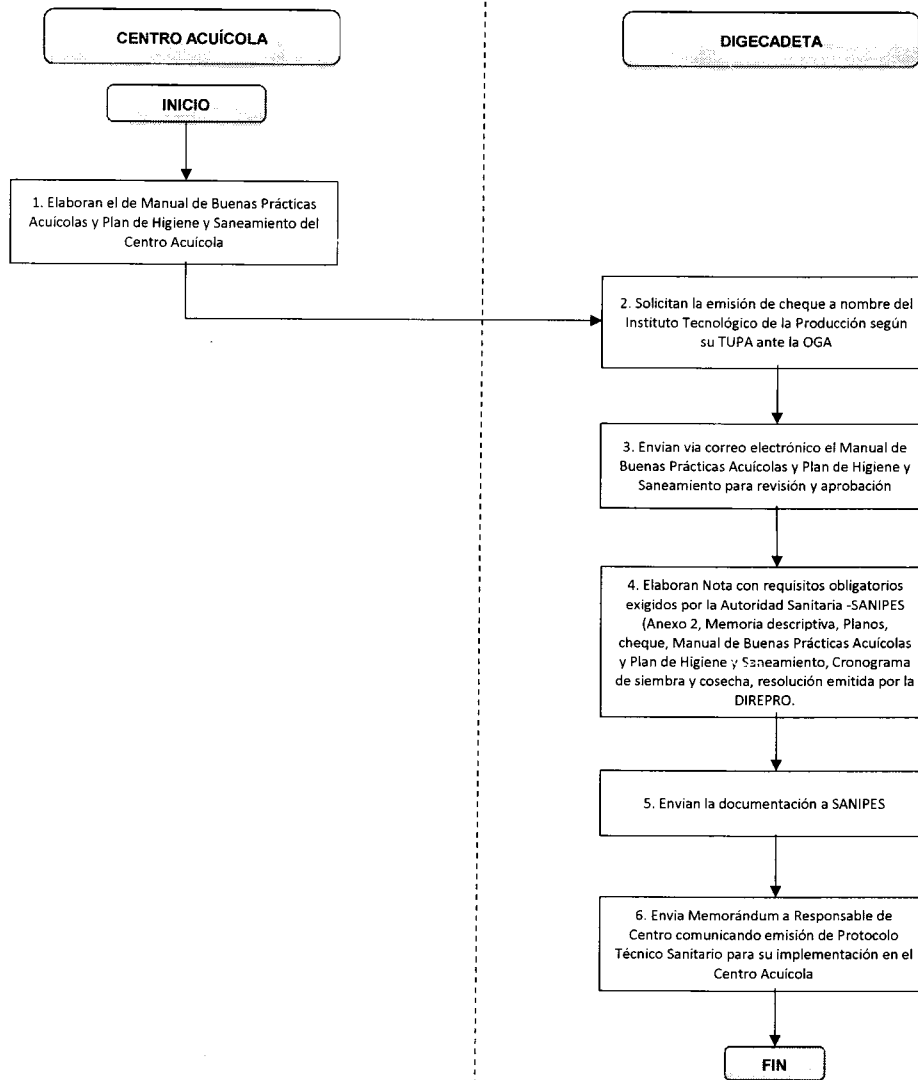 CENTRO ACUÍCOLA
DIGECADETA
INICIO
1. Elaboran el de Manual de Buenas Prácticas
Acuícolas y Plan de Higiene y Saneamiento del
Centro Acuícola
2. Solicitan la emisión de cheque a nombre del
Instituto Tecnológico de la Producción según
su TUPA ante la OGA
3. Envian via correo electrónico el Manual de
Buenas Prácticas Acuícolas y Plan de Higiene y
Saneamiento para revisión y aprobación
4. Elaboran Nota con requisitos obligatorios
exigidos por la Autoridad Sanitaria -SANIPES
(Anexo 2, Memoria descriptiva, Planos,
cheque, Manual de Buenas Prácticas Acuícolas
y Plan de Higiene y Saneamiento, Cronograma
de siembra y cosecha, resolución emitida por la
DIREPRO.
5. Envian la documentación a SANIPES
6. Envia Memorándum a Responsable de
Centro comunicando emisión de Protocolo
Técnico Sanitario para su implementación en el
Centro Acuícola
FIN